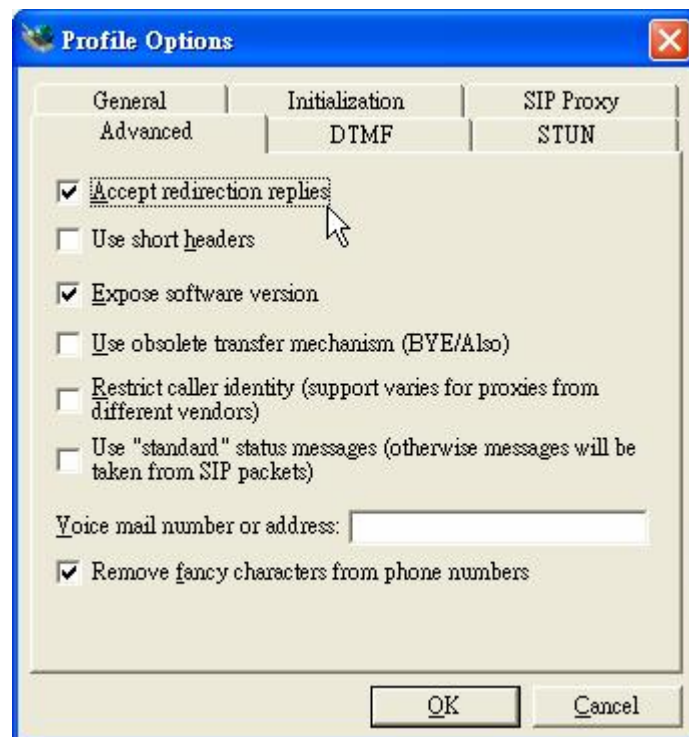 Profile Options
General
Initialization
SIP Proxy
Advanced
DTMF
STUN
Accept redirection replies
Use short headers
Expose software version
Use obsolete transfer mechanism (BYE/Also)
Restrict caller identity (support varies for proxies from
different vendors)
Use "standard" status messages (otherwise messages will be
taken from SIP packets)
Voice mail number or address:
Remove fancy characters from phone numbers
OK
Cancel